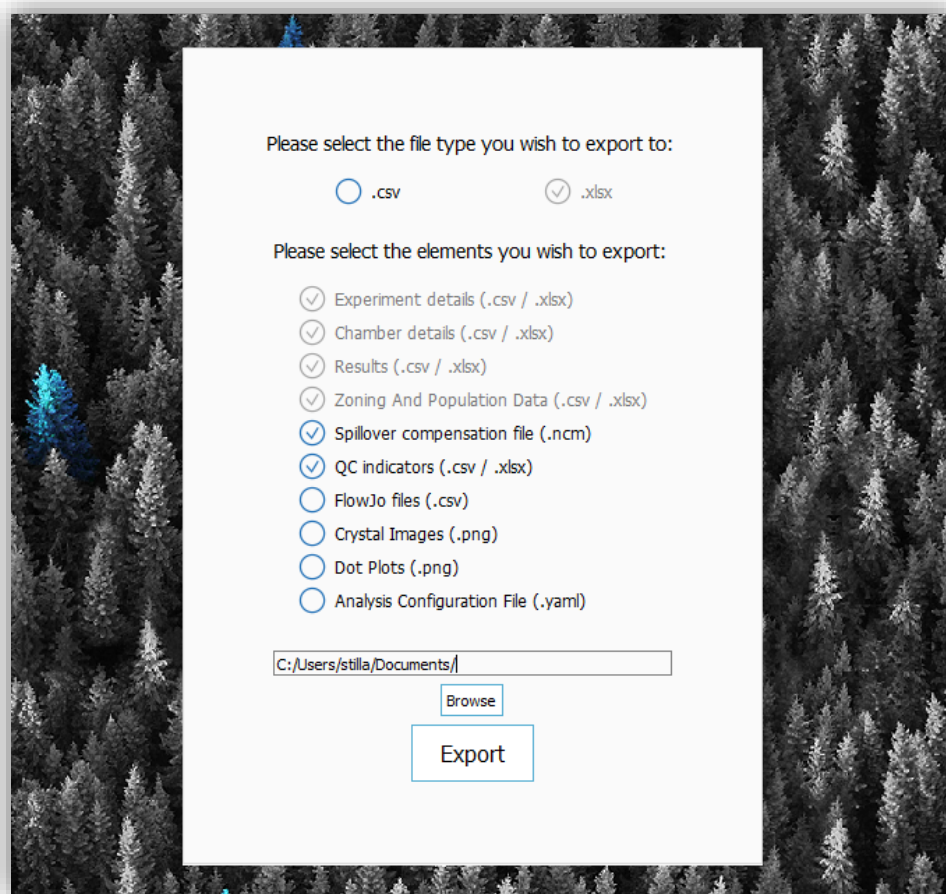 Please select the file type you wish to export to:
.csv .xlsx
Please select the elements you wish to export:
Experiment details (.csv / .xlsx)
Chamber details (.csv / .xlsx)
Results (.csv / .xlsx)
Zoning And Population Data (.csv / .xlsx)
Spillover compensation file (.ncm)
QC indicators (.csv / .xlsx)
FlowJo files (.csv)
Crystal Images (.png)
Dot Plots (.png)
Analysis Configuration File (.yaml)
C:/Users/stilla/Documents/
Browse
Export